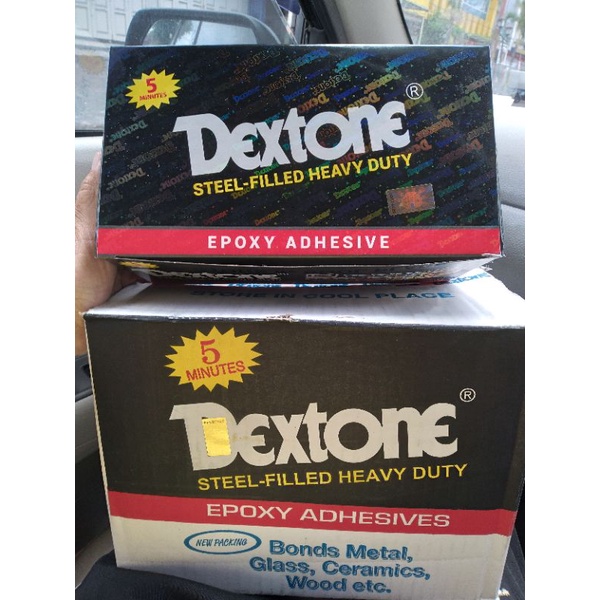 5
MINUTES
Dextone ®
STEEL-FILLED HEAVY DUTY
EPOXY ADHESIVE
Dextone
STORE IN COOL PLACE
5
MINUTES
Dextone ®
STEEL-FILLED HEAVY DUTY
EPOXY ADHESIVES
NEW PACKING
Bonds Metal,
Glass, Ceramics,
Wood etc.